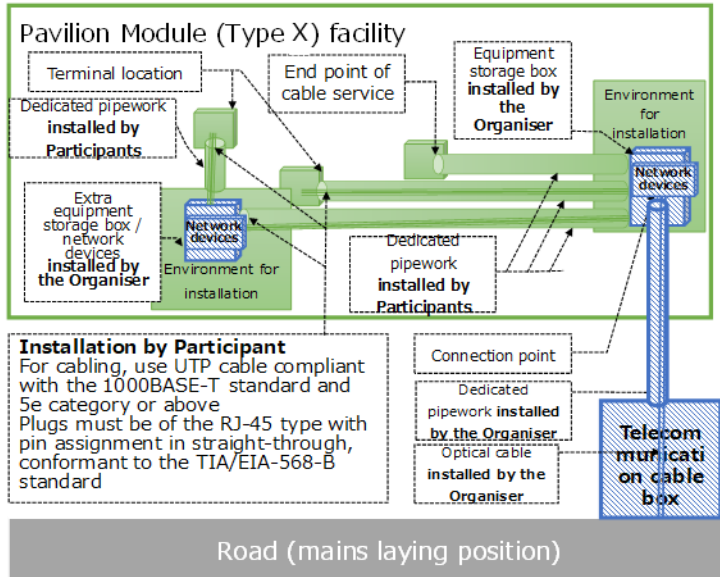 Pavilion Module (Type X) facility
Terminal location
End point of
cable service
Equipment
storage box
installed by
the Organiser
Environment
for
installation
Dedicated pipework
installed by
Participants
Network
devices
Extra
equipment
storage box /
network
devices
installed by
the Organiser
Network
devices
Environment for
installation
Dedicated
pipework
installed by
Participants
Installation by Participant
For cabling, use UTP cable compliant
with the 1000BASE-T standard and
5e category or above
Plugs must be of the RJ-45 type with
pin assignment in straight-through,
conformant to the TIA/EIA-568-B
standard
Connection point
Dedicated
pipework installed
by the Organiser
Optical cable
installed by the
Organiser
Telecom
municati
on cable
box
Road (mains laying position)